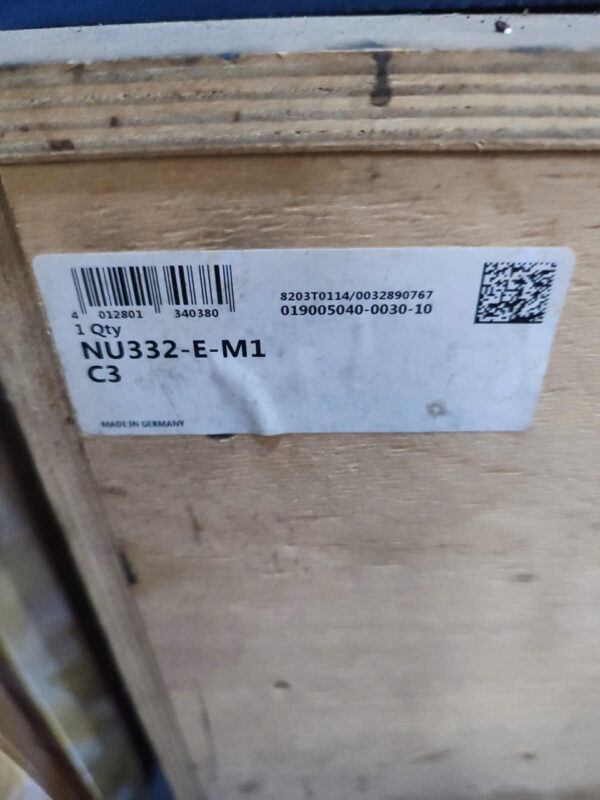 4 012801 340380
1 Qty
NU332-E-M1
C3
8203T0114/0032890767
019005040-0030-10
MADE IN GERMANY